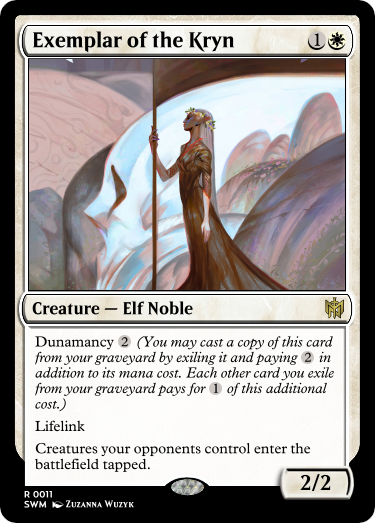 Exemplar of the Kryn 1
Creature — Elf Noble
Dunamancy 2 (You may cast a copy of this card
from your graveyard by exiling it and paying 2 in
addition to its mana cost. Each other card you exile
from your graveyard pays for 1 of this additional
cost.)
Lifelink
Creatures your opponents control enter the
battlefield tapped.
2/2
R 0011
SWM Zuzanna Wuzyk